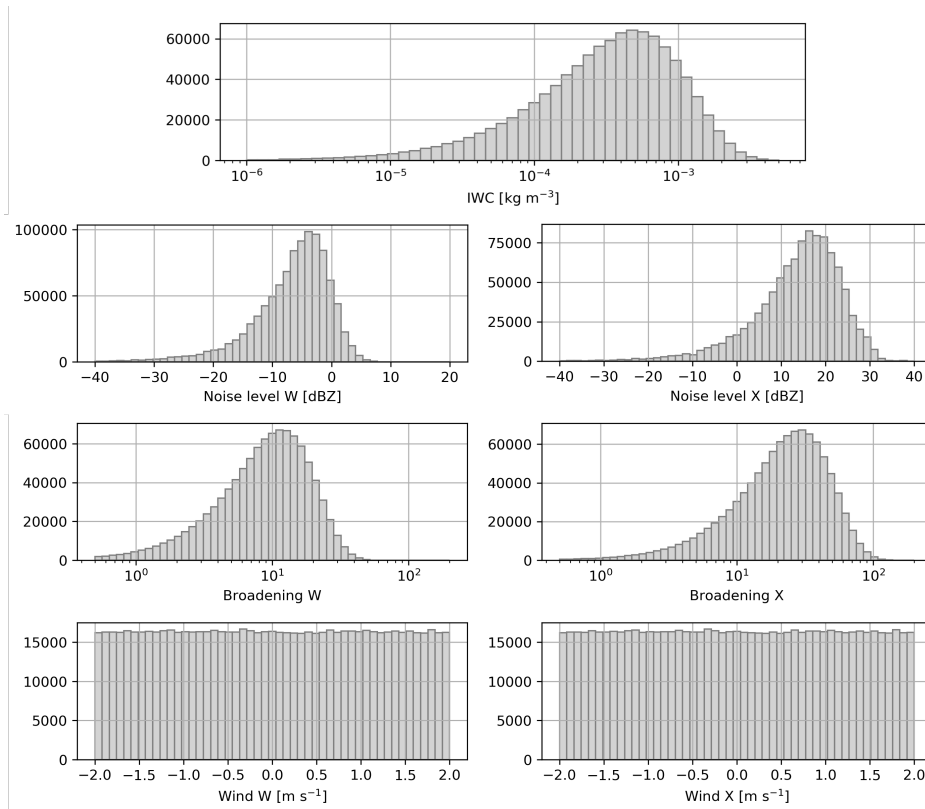 60000
40000
20000
0
10⁻⁶ 10⁻⁵ 10⁻⁴ 10⁻³
IWC [kg m⁻³]
100000
50000
0
−40 −30 −20 −10 0 10 20
Noise level W [dBZ]
75000
50000
25000
0
−40 −30 −20 −10 0 10 20 30 40
Noise level X [dBZ]
60000
40000
20000
0
10⁰ 10¹ 10²
Broadening W
60000
40000
20000
0
10⁰ 10¹ 10²
Broadening X
15000
10000
5000
0
−2.0 −1.5 −1.0 −0.5 0.0 0.5 1.0 1.5 2.0
Wind W [m s⁻¹]
15000
10000
5000
0
−2.0 −1.5 −1.0 −0.5 0.0 0.5 1.0 1.5 2.0
Wind X [m s⁻¹]